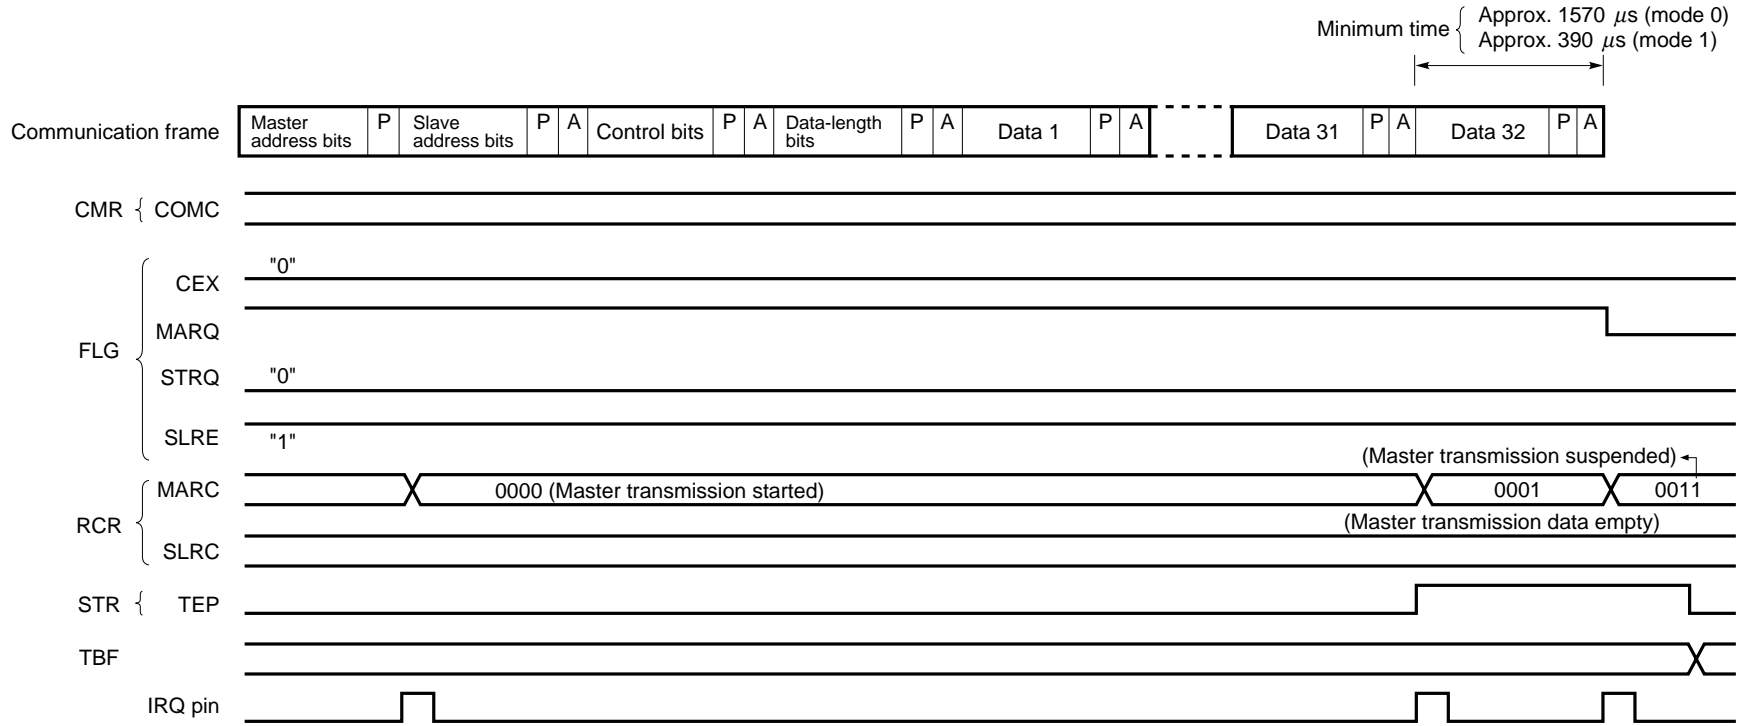 Minimum time { Approx. 1570 μs (mode 0)
Approx. 390 μs (mode 1)
Communication frame
Master address bits
P
Slave address bits
P
A
Control bits
P
A
Data-length bits
P
A
Data 1
P
A
Data 31
P
A
Data 32
P
A
CMR { COMC
FLG
CEX
"0"
MARQ
STRQ
"0"
SLRE
"1"
(Master transmission suspended)
RCR
MARC
0000 (Master transmission started)
0001
0011
(Master transmission data empty)
SLRC
STR { TEP
TBF
IRQ pin